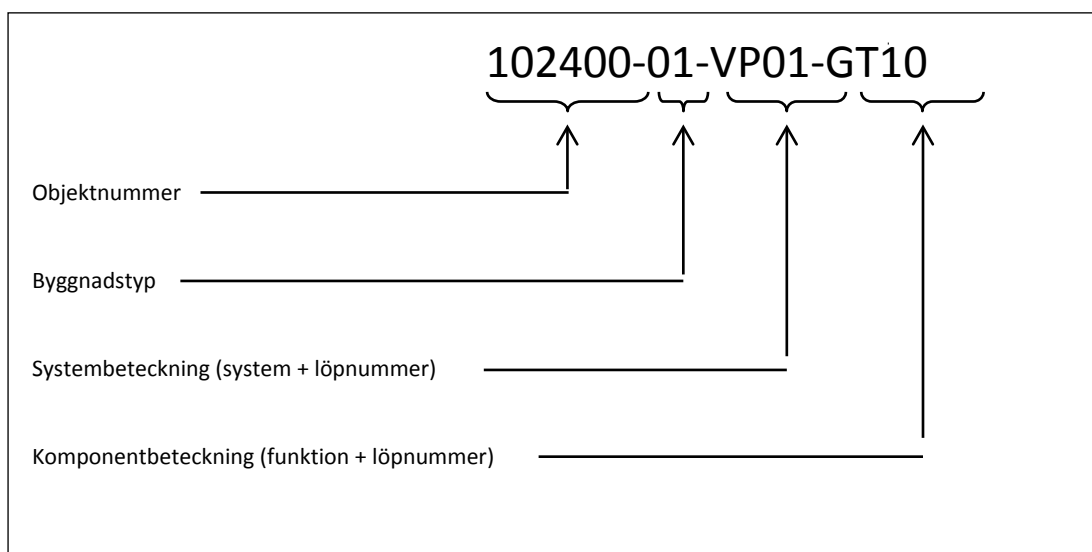 102400-01-VP01-GT10
Objektnummer
Byggnadstyp
Systembeteckning (system + löpnummer)
Komponentbeteckning (funktion + löpnummer)